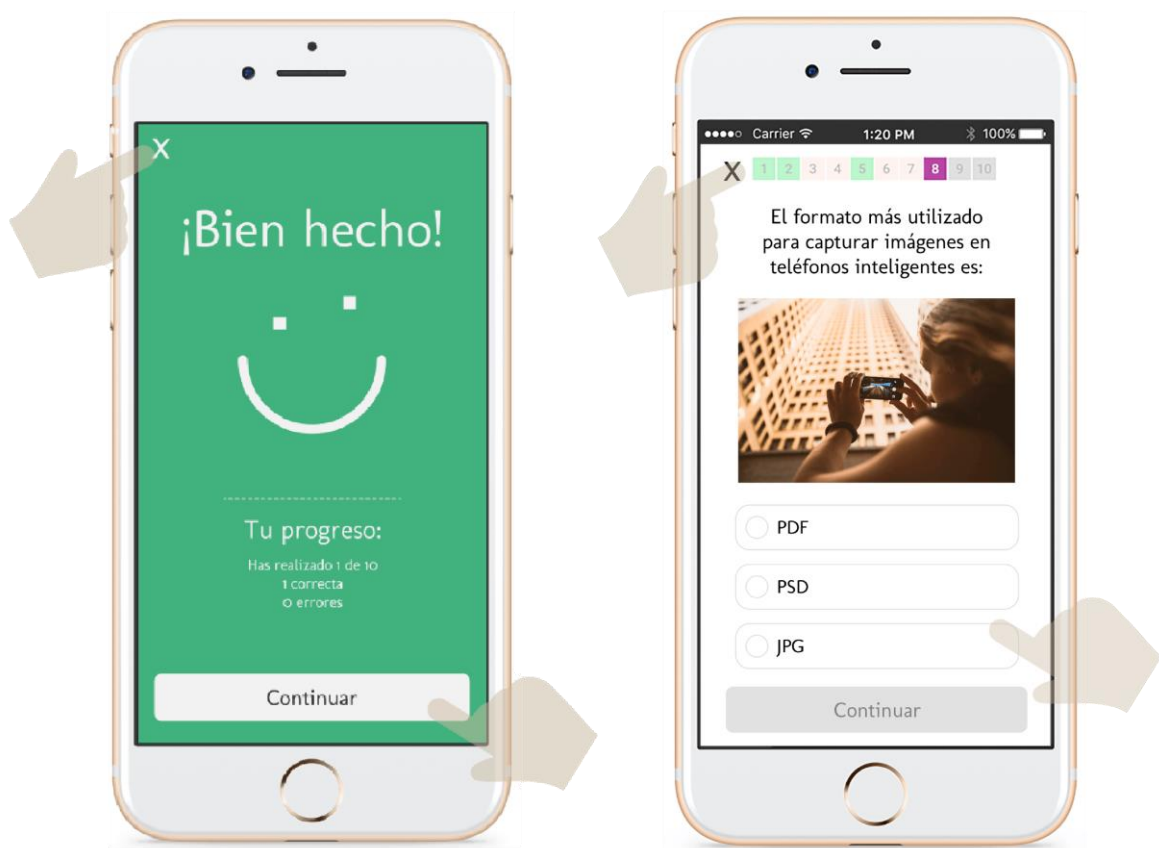 X
¡Bien hecho!
Tu progreso:
Has realizado 1 de 10
1 correcta
0 errores
Continuar
Carrier 1:20 PM 100%
X 1 2 3 4 5 6 7 8 9 10
El formato más utilizado
para capturar imágenes en
teléfonos inteligentes es:
PDF
PSD
JPG
Continuar